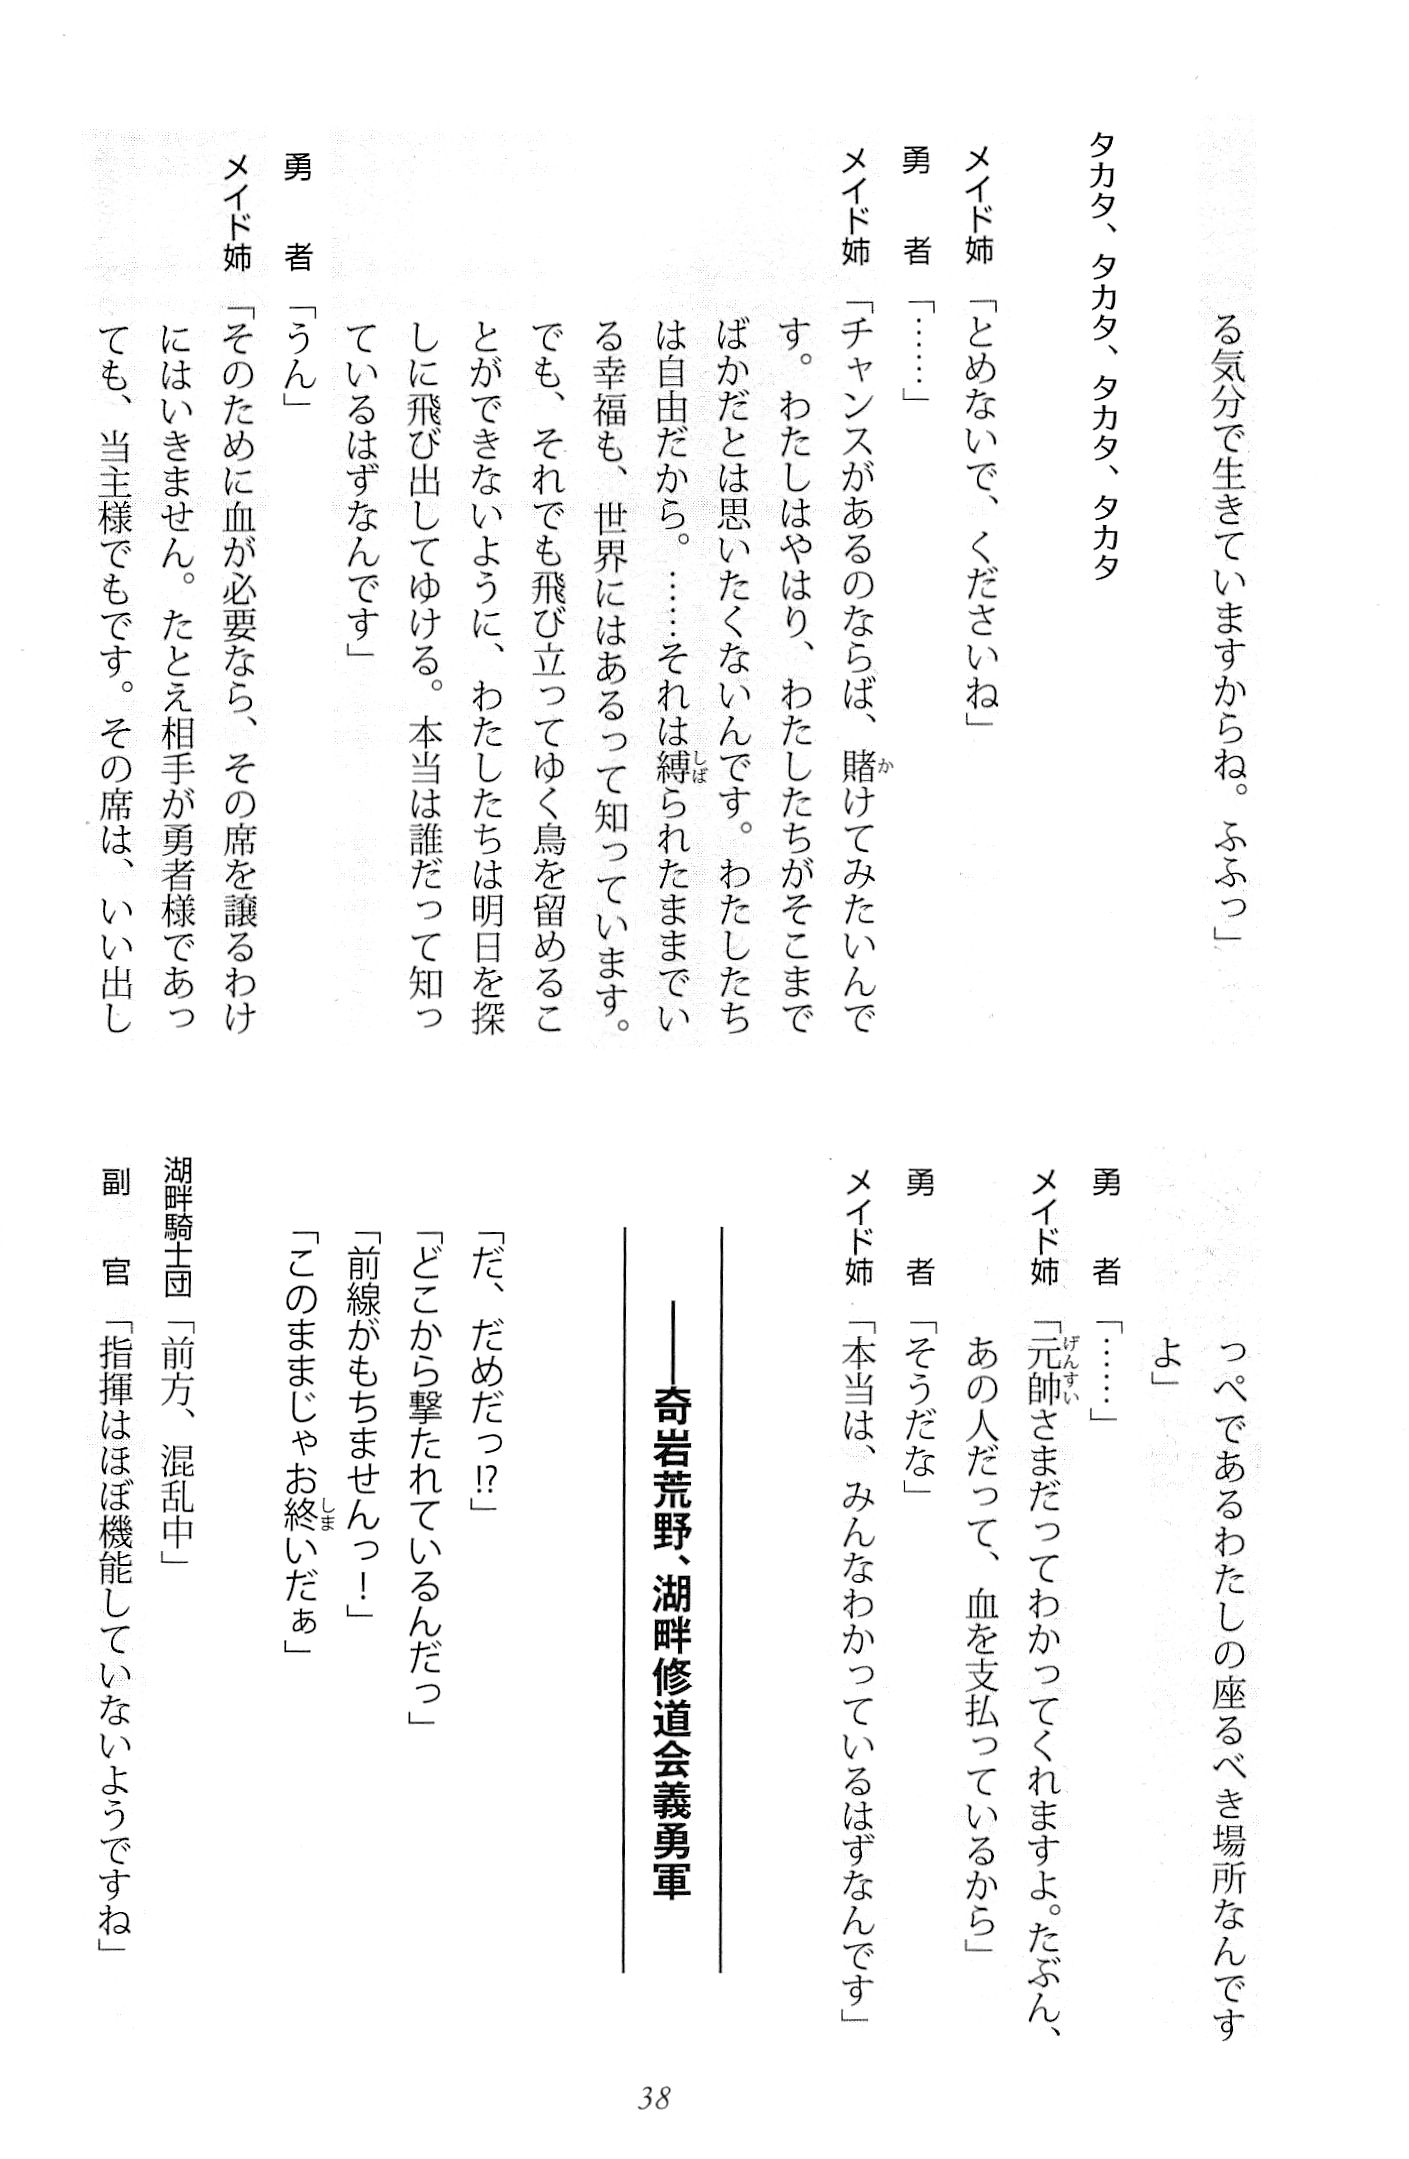 る気分で生きていますからね。ふふっ」
タカタ、タカタ、タカタ、タカタ
メイド姉「とめないで、くださいね」
勇者「……」
メイド姉「チャンスがあるのならば、賭けてみたいんで
す。わたしはやはり、わたしたちがそこまで
ばかだとは思いたくないんです。わたしたち
は自由だから。……それは縛られたままでい
る幸福も、世界にはあるって知っています。
でも、それでも飛び立ってゆく鳥を留めるこ
とができないように、わたしたちは明日を探
しに飛び出してゆける。本当は誰だって知っ
ているはずなんです」
勇者「うん」
メイド姉「そのために血が必要なら、その席を譲るわけ
にはいきません。たとえ相手が勇者様であっ
ても、当主様でもです。その席は、いい出し
っぺであるわたしの座るべき場所なんです
よ」
勇者「……」
メイド姉「元帥さまだってわかってくれますよ。たぶん、
あの人だって、血を支払っているから」
勇者「そうだな」
メイド姉「本当は、みんなわかっているはずなんです」
――奇岩荒野、湖畔修道会義勇軍
「だ、だめだっ!?」
「どこから撃たれているんだっ」
「前線がもちませんっ！」
「このままじゃお終いだぁ」
湖畔騎士団「前方、混乱中」
副官「指揮はほぼ機能していないようですね」
38